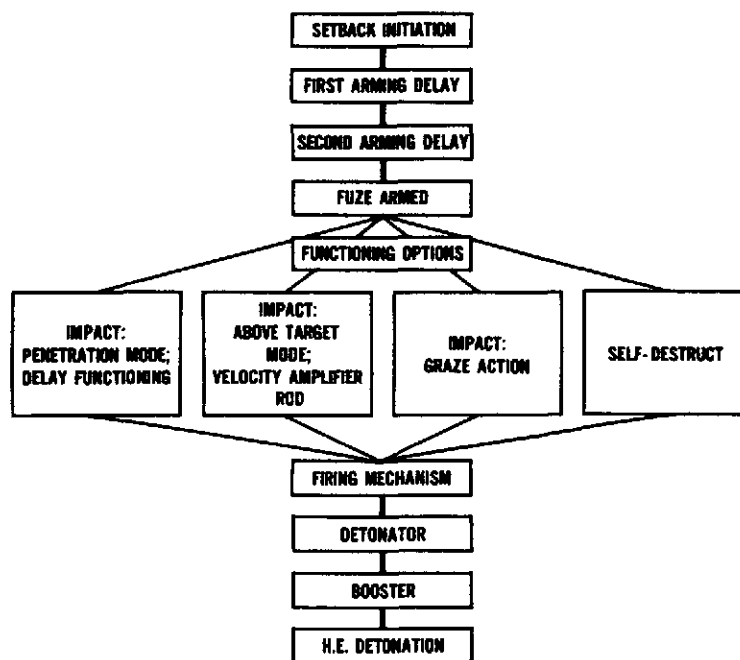 SETBACK INITIATION
FIRST ARMING DELAY
SECOND ARMING DELAY
FUZE ARMED
FUNCTIONING OPTIONS
IMPACT:
PENETRATION MODE;
DELAY FUNCTIONING
IMPACT:
ABOVE TARGET
MODE;
VELOCITY AMPLIFIER
ROD
IMPACT:
GRAZE ACTION
SELF-DESTRUCT
FIRING MECHANISM
DETONATOR
BOOSTER
H.E. DETONATION